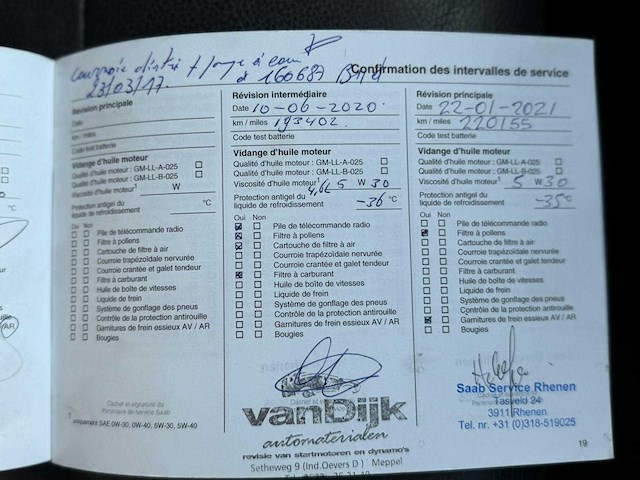 Courroie distri + pompe à eau
23/03/17. à 160687
Confirmation des intervalles de service
Révision principale
Date
km / miles
Code test batterie
Vidange d'huile moteur
Qualité d'huile moteur : GM-LL-A-025
Qualité d'huile moteur : GM-LL-B-025
Viscosité d'huile moteur¹ W
Protection antigel du
liquide de refroidissement °C
Oui Non
Pile de télécommande radio
Filtre à pollens
Cartouche de filtre à air
Courroie trapézoïdale nervurée
Courroie crantée et galet tendeur
Filtre à carburant
Huile de boîte de vitesses
Liquide de frein
Système de gonflage des pneus
Contrôle de la protection antirouille
Garnitures de frein essieux AV / AR
Bougies
Cachet et signature du
Partenaire de Service Saab
uniquement SAE 0W-30, 0W-40, 5W-30, 5W-40
Révision intermédiaire
Date 10-06-2020
km / miles 193402.
Code test batterie
Vidange d'huile moteur
Qualité d'huile moteur : GM-LL-A-025
Qualité d'huile moteur : GM-LL-B-025
Viscosité d'huile moteur¹ 5 W 30
Protection antigel du
liquide de refroidissement -36 °C
Oui Non
Pile de télécommande radio
Filtre à pollens
Cartouche de filtre à air
Courroie trapézoïdale nervurée
Courroie crantée et galet tendeur
Filtre à carburant
Huile de boîte de vitesses
Liquide de frein
Système de gonflage des pneus
Contrôle de la protection antirouille
Garnitures de frein essieux AV / AR
Bougies
vanDijk
automaterialen
revisie van startmotoren en dynamo's
Setheweg 9 (Ind.Oevers D ) Meppel
Révision principale
Date 22-01-2021
km / miles 220155
Code test batterie
Vidange d'huile moteur
Qualité d'huile moteur : GM-LL-A-025
Qualité d'huile moteur : GM-LL-B-025
Viscosité d'huile moteur¹ 5 W 30
Protection antigel du
liquide de refroidissement -35°C
Oui Non
Pile de télécommande radio
Filtre à pollens
Cartouche de filtre à air
Courroie trapézoïdale nervurée
Courroie crantée et galet tendeur
Filtre à carburant
Huile de boîte de vitesses
Liquide de frein
Système de gonflage des pneus
Contrôle de la protection antirouille
Garnitures de frein essieux AV / AR
Bougies
Saab Service Rhenen
Tasveld 24
3911 Rhenen
Tel. nr. +31 (0)318-519025
19